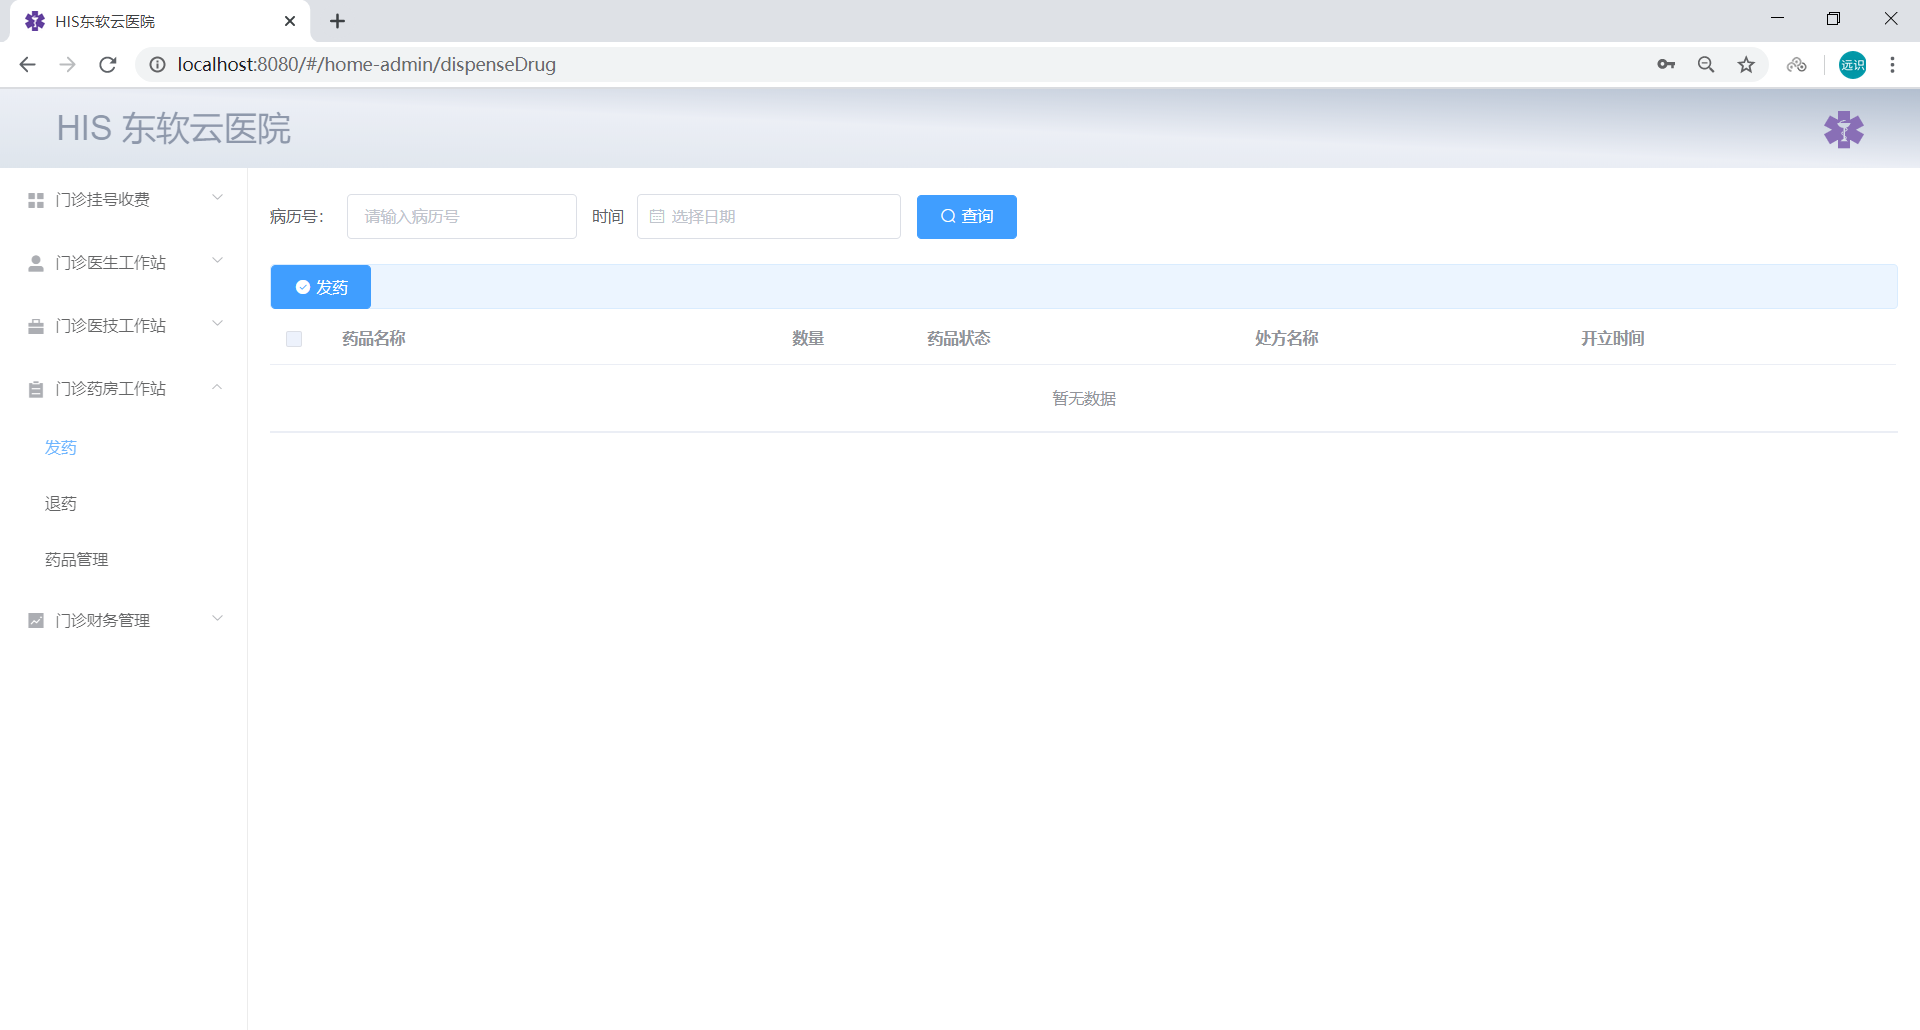 HIS东软云医院
localhost:8080/#/home-admin/dispenseDrug
远识
HIS 东软云医院
门诊挂号收费
门诊医生工作站
门诊医技工作站
门诊药房工作站
发药
退药
药品管理
门诊财务管理
病历号： 请输入病历号 时间 选择日期 查询
发药
药品名称 数量 药品状态 处方名称 开立时间
暂无数据